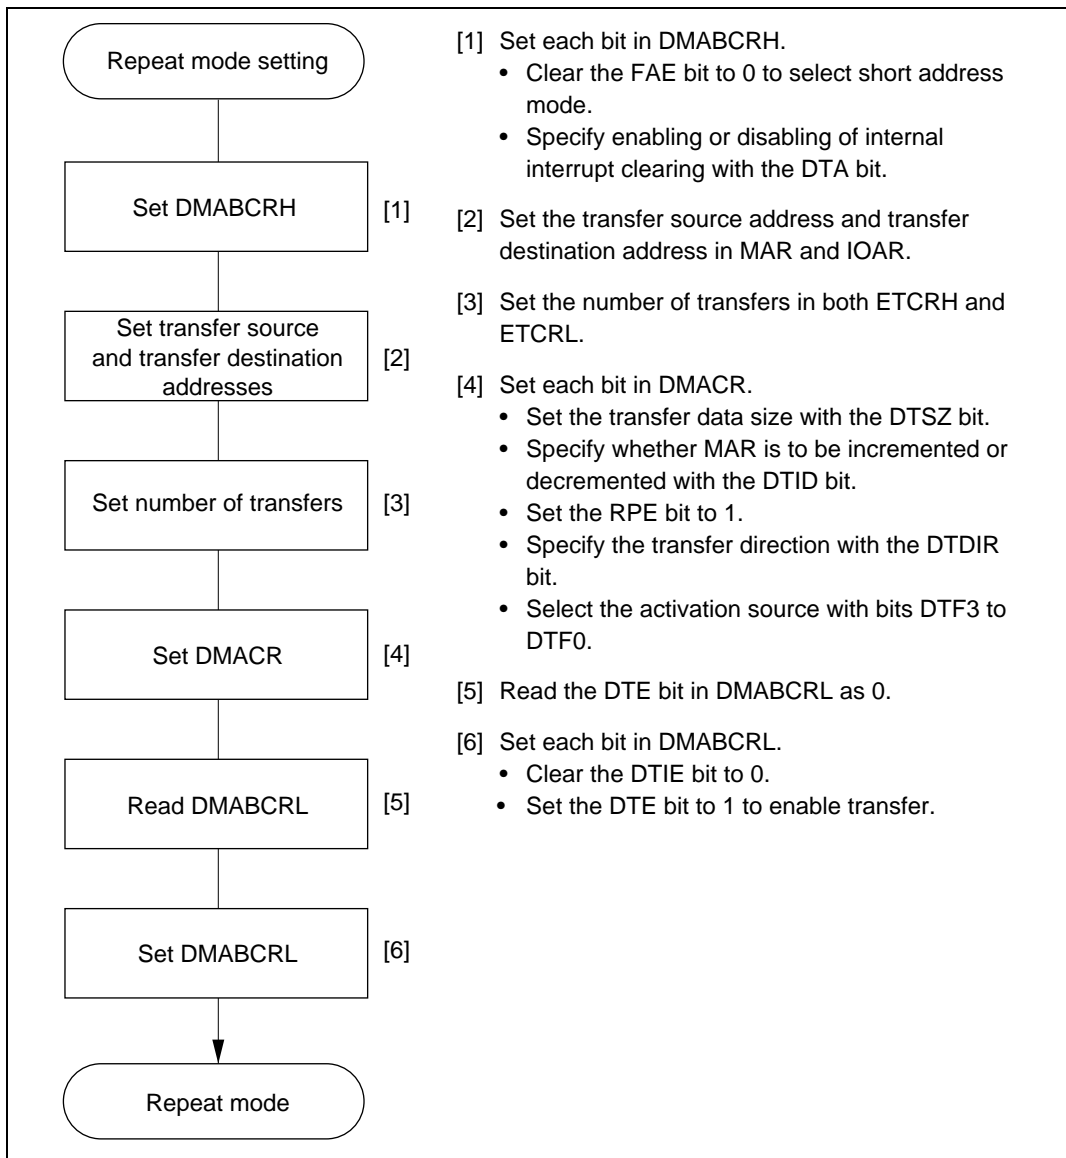 Repeat mode setting
Set DMABCRH
[1]
Set transfer source
and transfer destination
addresses
[2]
Set number of transfers
[3]
Set DMACR
[4]
Read DMABCRL
[5]
Set DMABCRL
[6]
Repeat mode
[1] Set each bit in DMABCRH.
• Clear the FAE bit to 0 to select short address
mode.
• Specify enabling or disabling of internal
interrupt clearing with the DTA bit.
[2] Set the transfer source address and transfer
destination address in MAR and IOAR.
[3] Set the number of transfers in both ETCRH and
ETCRL.
[4] Set each bit in DMACR.
• Set the transfer data size with the DTSZ bit.
• Specify whether MAR is to be incremented or
decremented with the DTID bit.
• Set the RPE bit to 1.
• Specify the transfer direction with the DTDIR
bit.
• Select the activation source with bits DTF3 to
DTF0.
[5] Read the DTE bit in DMABCRL as 0.
[6] Set each bit in DMABCRL.
• Clear the DTIE bit to 0.
• Set the DTE bit to 1 to enable transfer.